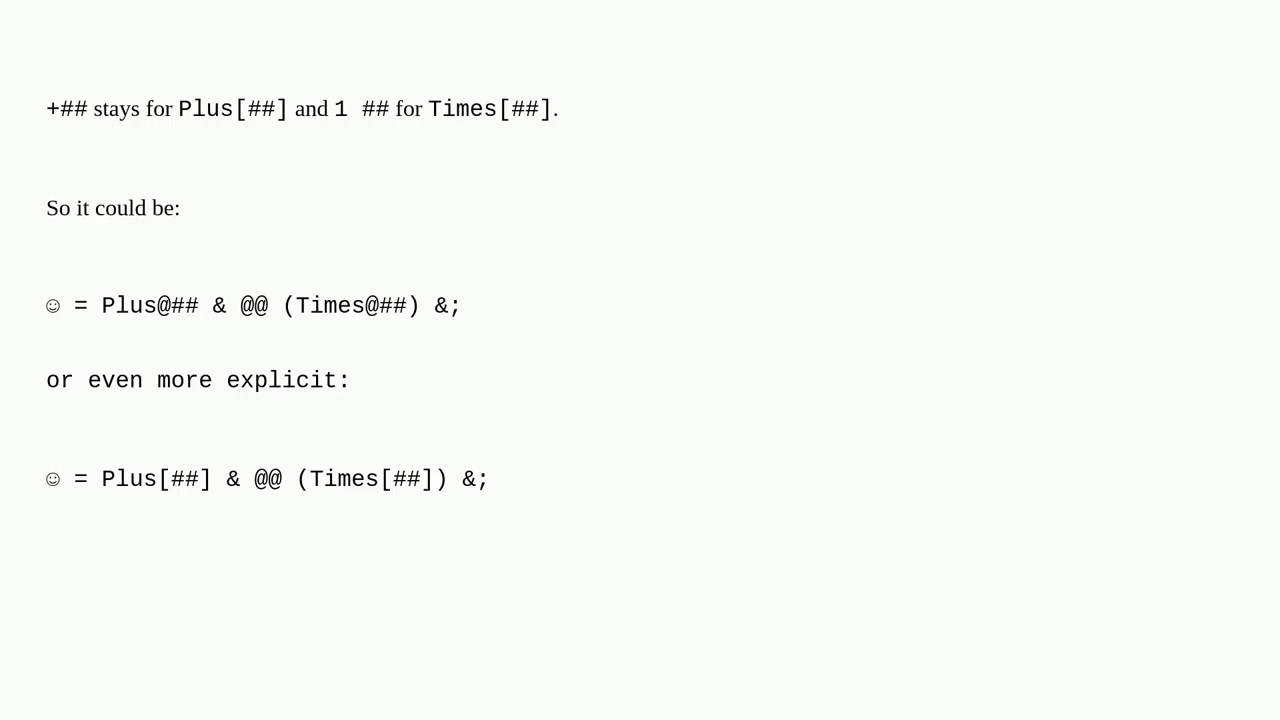 +## stays for Plus[##] and 1 ## for Times[##].
So it could be:
☺ = Plus@## & @@ (Times@##) &;
or even more explicit:
☺ = Plus[##] & @@ (Times[##]) &;